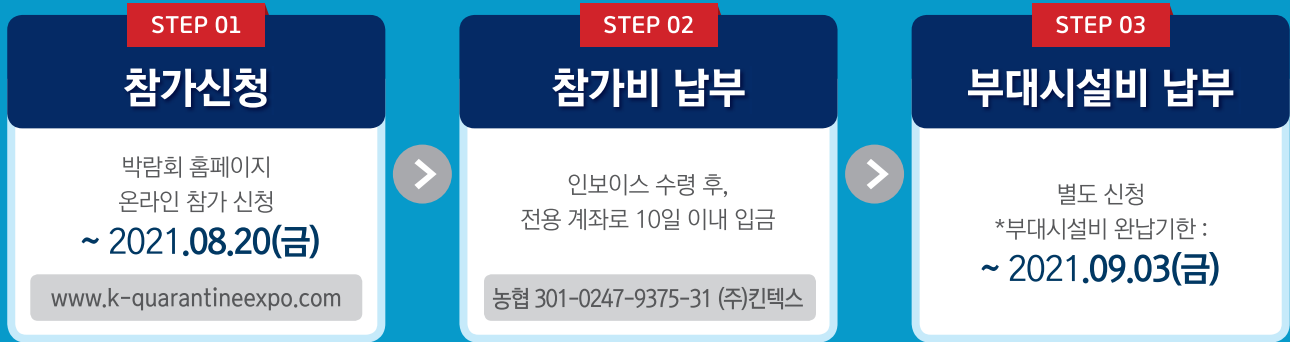 STEP 01
참가신청
박람회 홈페이지
온라인 참가 신청
~ 2021.08.20(금)
www.k-quarantineexpo.com
STEP 02
참가비 납부
인보이스 수령 후,
전용 계좌로 10일 이내 입금
농협 301-0247-9375-31 (주)킨텍스
STEP 03
부대시설비 납부
별도 신청
*부대시설비 완납기한 :
~ 2021.09.03(금)